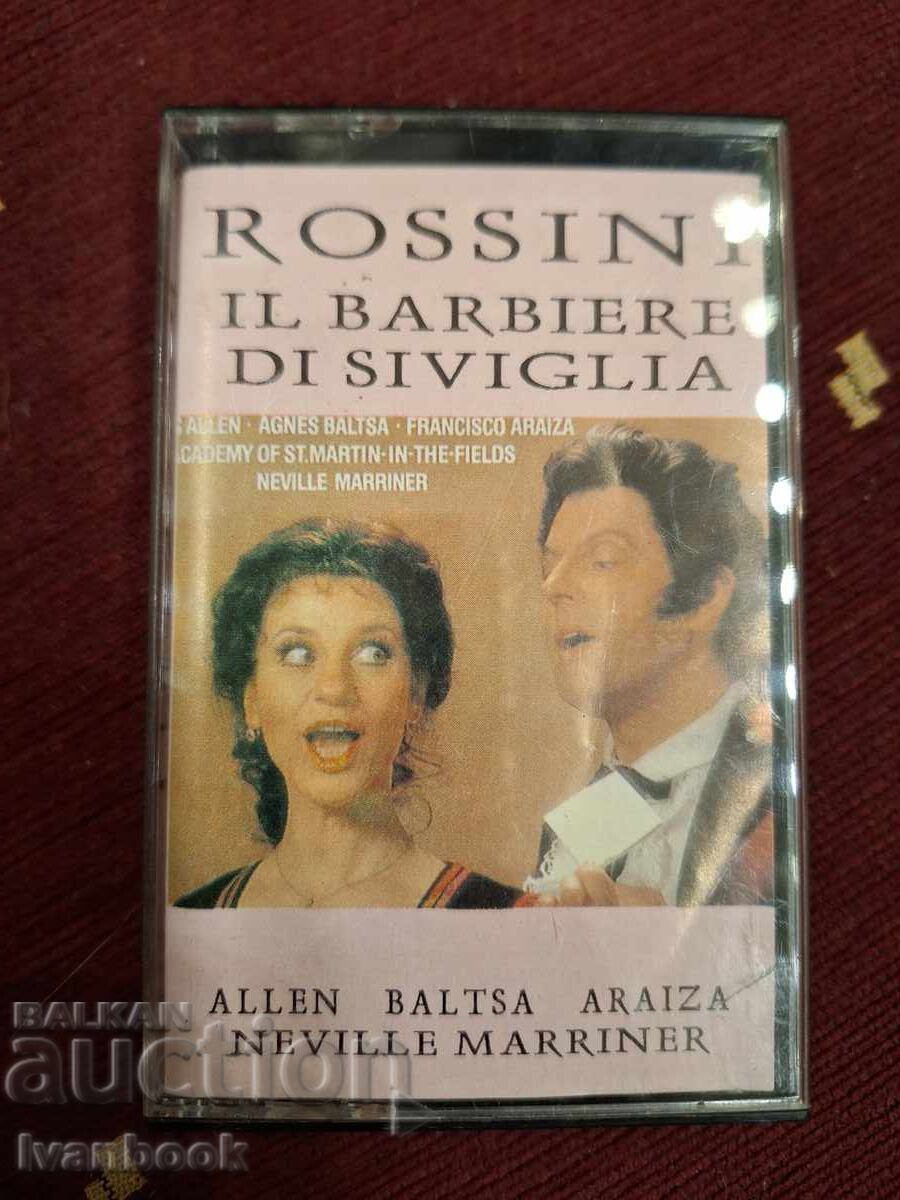 ROSSINI
IL BARBIERE
DI SIVIGLIA
ALLEN · AGNES BALTSA · FRANCISCO ARAIZA
CADEMY OF ST. MARTIN-IN-THE-FIELDS
NEVILLE MARRINER
ALLEN BALTSA ARAIZA
NEVILLE MARRINER
BALKAN
auction
Ivanbook